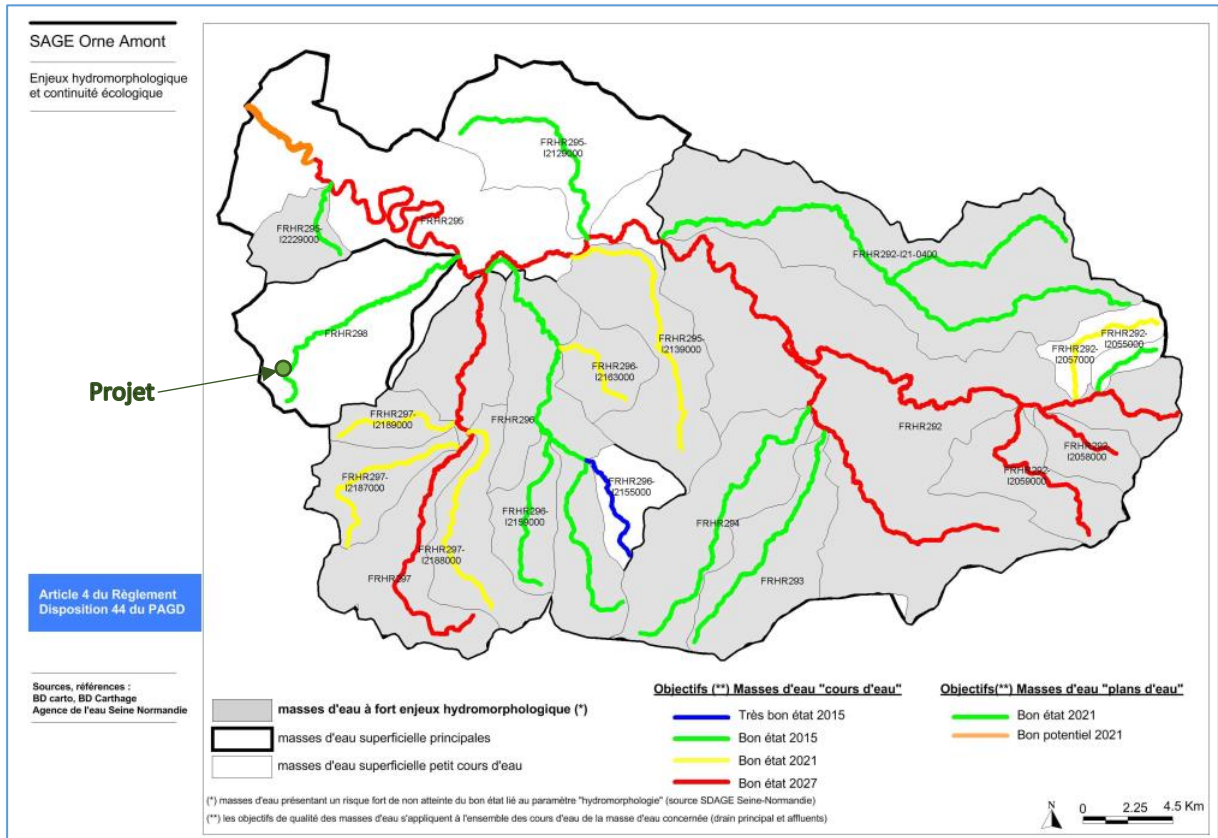 SAGE Orne Amont
Enjeux hydromorphologique
et continuité écologique
FRHR295-
I2129000
FRHR295
FRHR295-
I2229000
FRHR292-I21-0400
FRHR298
Projet
FRHR295-
I2139000
FRHR292-
I2055000
FRHR292-
I2057000
FRHR296-
I2163000
FRHR297-
I2189000
FRHR296
FRHR292
FRHR293
I2058000
FRHR297-
I2187000
FRHR296-
I2155000
FRHR292-
I2059000
FRHR296-
I2159000
FRHR294
FRHR297-
I2188000
FRHR297
FRHR293
Article 4 du Règlement
Disposition 44 du PAGD
Sources, références :
BD carto, BD Carthage
Agence de l'eau Seine Normandie
masses d'eau à fort enjeux hydromorphologique (*)
masses d'eau superficielle principales
masses d'eau superficielle petit cours d'eau
Objectifs (**) Masses d'eau "cours d'eau"
Très bon état 2015
Bon état 2015
Bon état 2021
Bon état 2027
Objectifs(**) Masses d'eau "plans d'eau"
Bon état 2021
Bon potentiel 2021
(*) masses d'eau présentant un risque fort de non atteinte du bon état lié au paramètre "hydromorphologie" (source SDAGE Seine-Normandie)
(**) les objectifs de qualité des masses d'eau s'appliquent à l'ensemble des cours d'eau de la masse d'eau concernée (drain principal et affluents)
N
0 2.25 4.5 Km